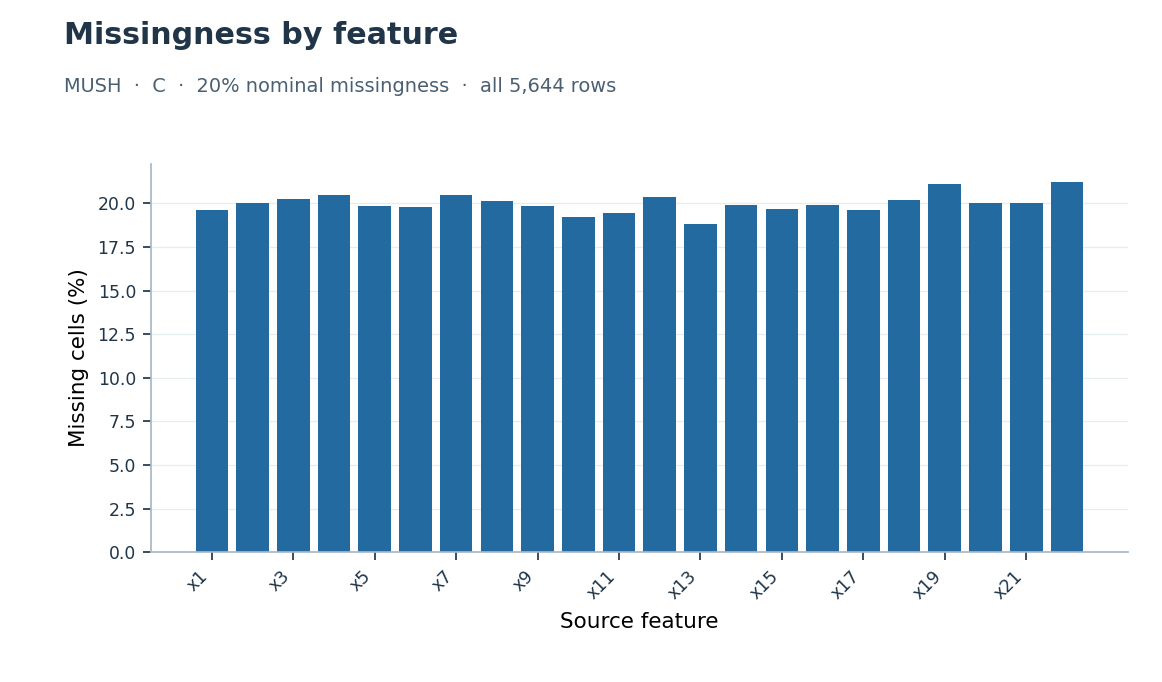 Missingness by feature
MUSH · C · 20% nominal missingness · all 5,644 rows
Missing cells (%)
20.0
17.5
15.0
12.5
10.0
7.5
5.0
2.5
0.0
x1 x3 x5 x7 x9 x11 x13 x15 x17 x19 x21
Source feature